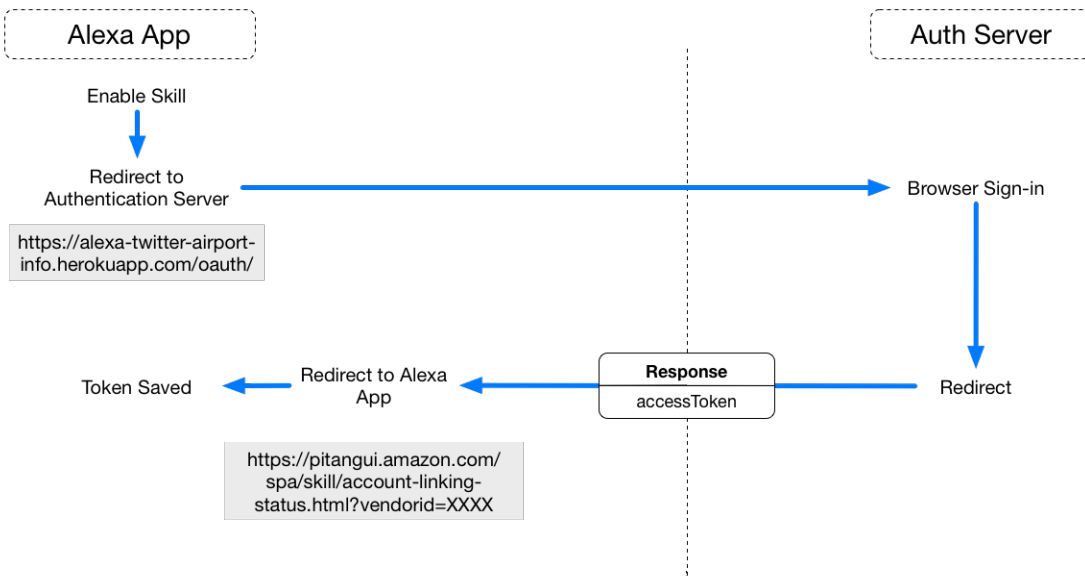 Alexa App
Auth Server
Enable Skill
Redirect to
Authentication Server
Browser Sign-in
https://alexa-twitter-airport-
info.herokuapp.com/oauth/
Token Saved
Redirect to Alexa
App
Response
accessToken
Redirect
https://pitangui.amazon.com/
spa/skill/account-linking-
status.html?vendorid=XXXX